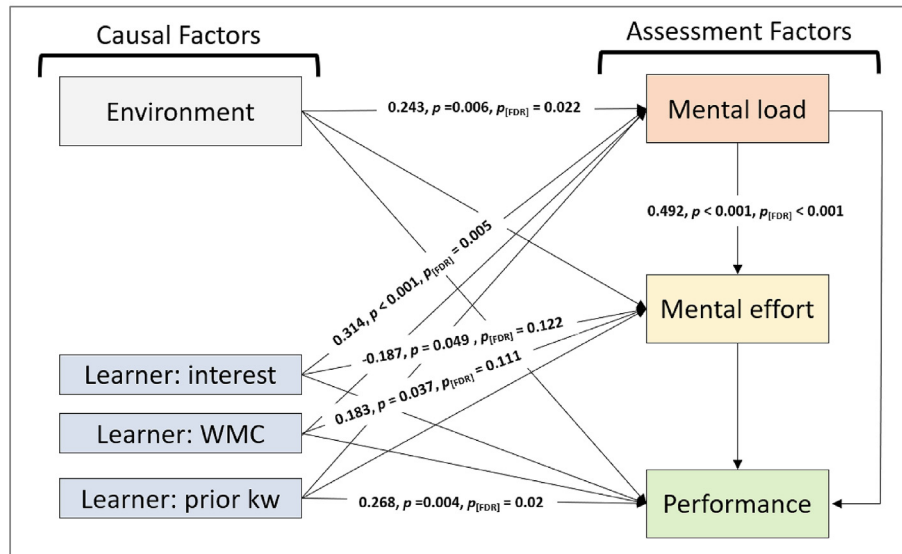 Causal Factors
Assessment Factors
Environment
0.243, p =0.006, p[FDR] = 0.022
Mental load
0.492, p < 0.001, p[FDR] < 0.001
0.314, p < 0.001, p[FDR] = 0.005
Mental effort
-0.187, p = 0.049 , p[FDR] = 0.122
Learner: interest
0.183, p = 0.037, p[FDR] = 0.111
Learner: WMC
Learner: prior kw
0.268, p =0.004, p[FDR] = 0.02
Performance